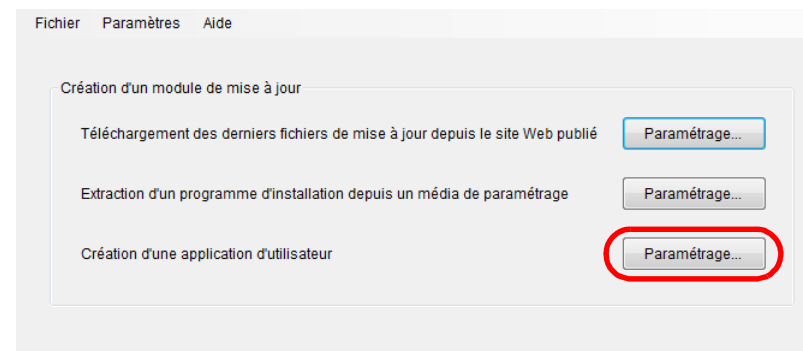 Fichier Paramètres Aide
Création d'un module de mise à jour
Téléchargement des derniers fichiers de mise à jour depuis le site Web publié Paramétrage...
Extraction d'un programme d'installation depuis un média de paramétrage Paramétrage...
Création d'une application d'utilisateur Paramétrage...